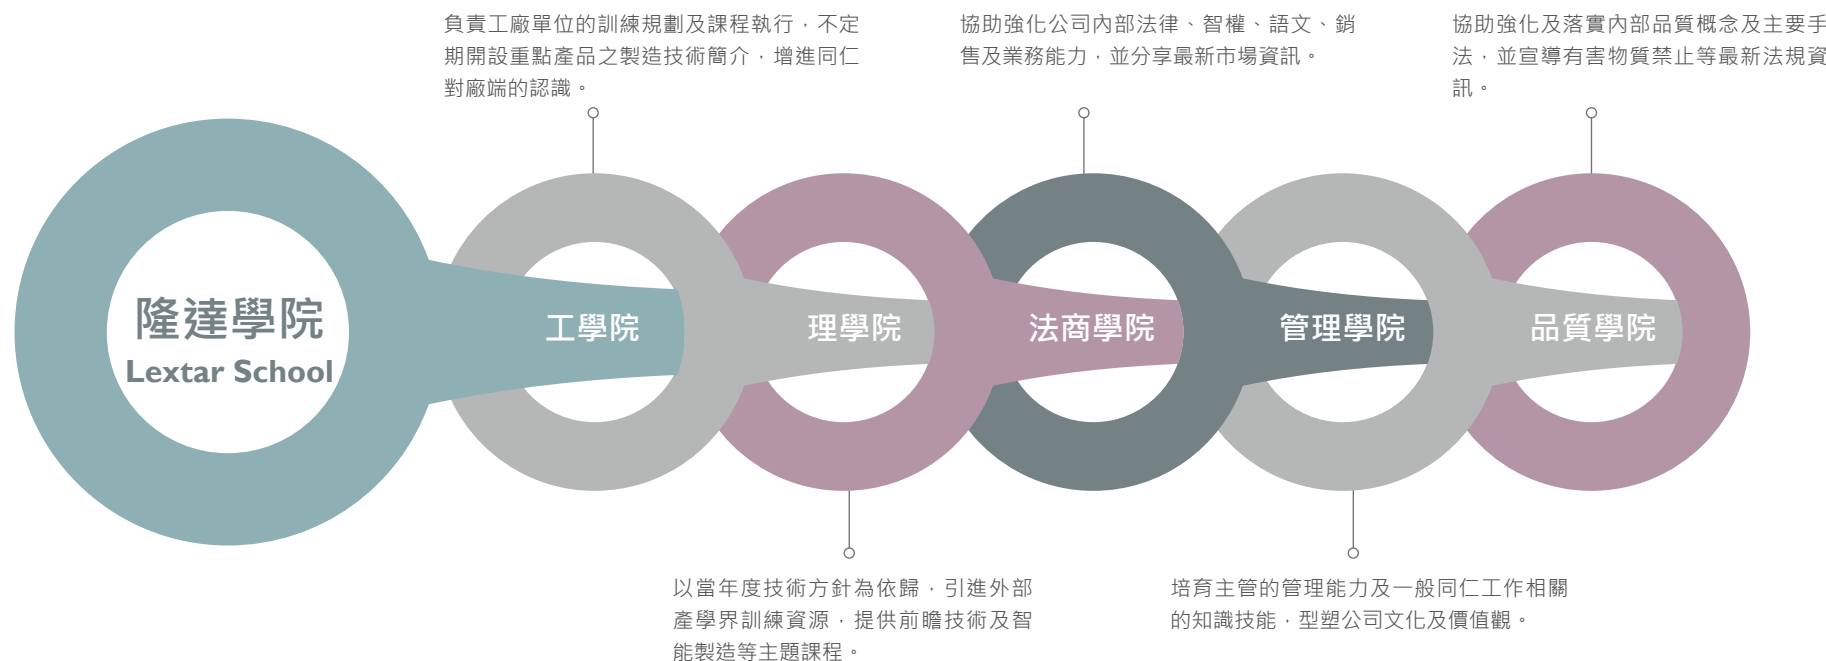 負責工廠單位的訓練規劃及課程執行，不定
期開設重點產品之製造技術簡介，增進同仁
對廠端的認識。
協助強化公司內部法律、智權、語文、銷
售及業務能力，並分享最新市場資訊。
協助強化及落實內部品質概念及主要手
法，並宣導有害物質禁止等最新法規資
訊。
隆達學院
Lextar School
工學院
理學院
法商學院
管理學院
品質學院
以當年度技術方針為依歸，引進外部
產學界訓練資源，提供前瞻技術及智
能製造等主題課程。
培育主管的管理能力及一般同仁工作相關
的知識技能，型塑公司文化及價值觀。